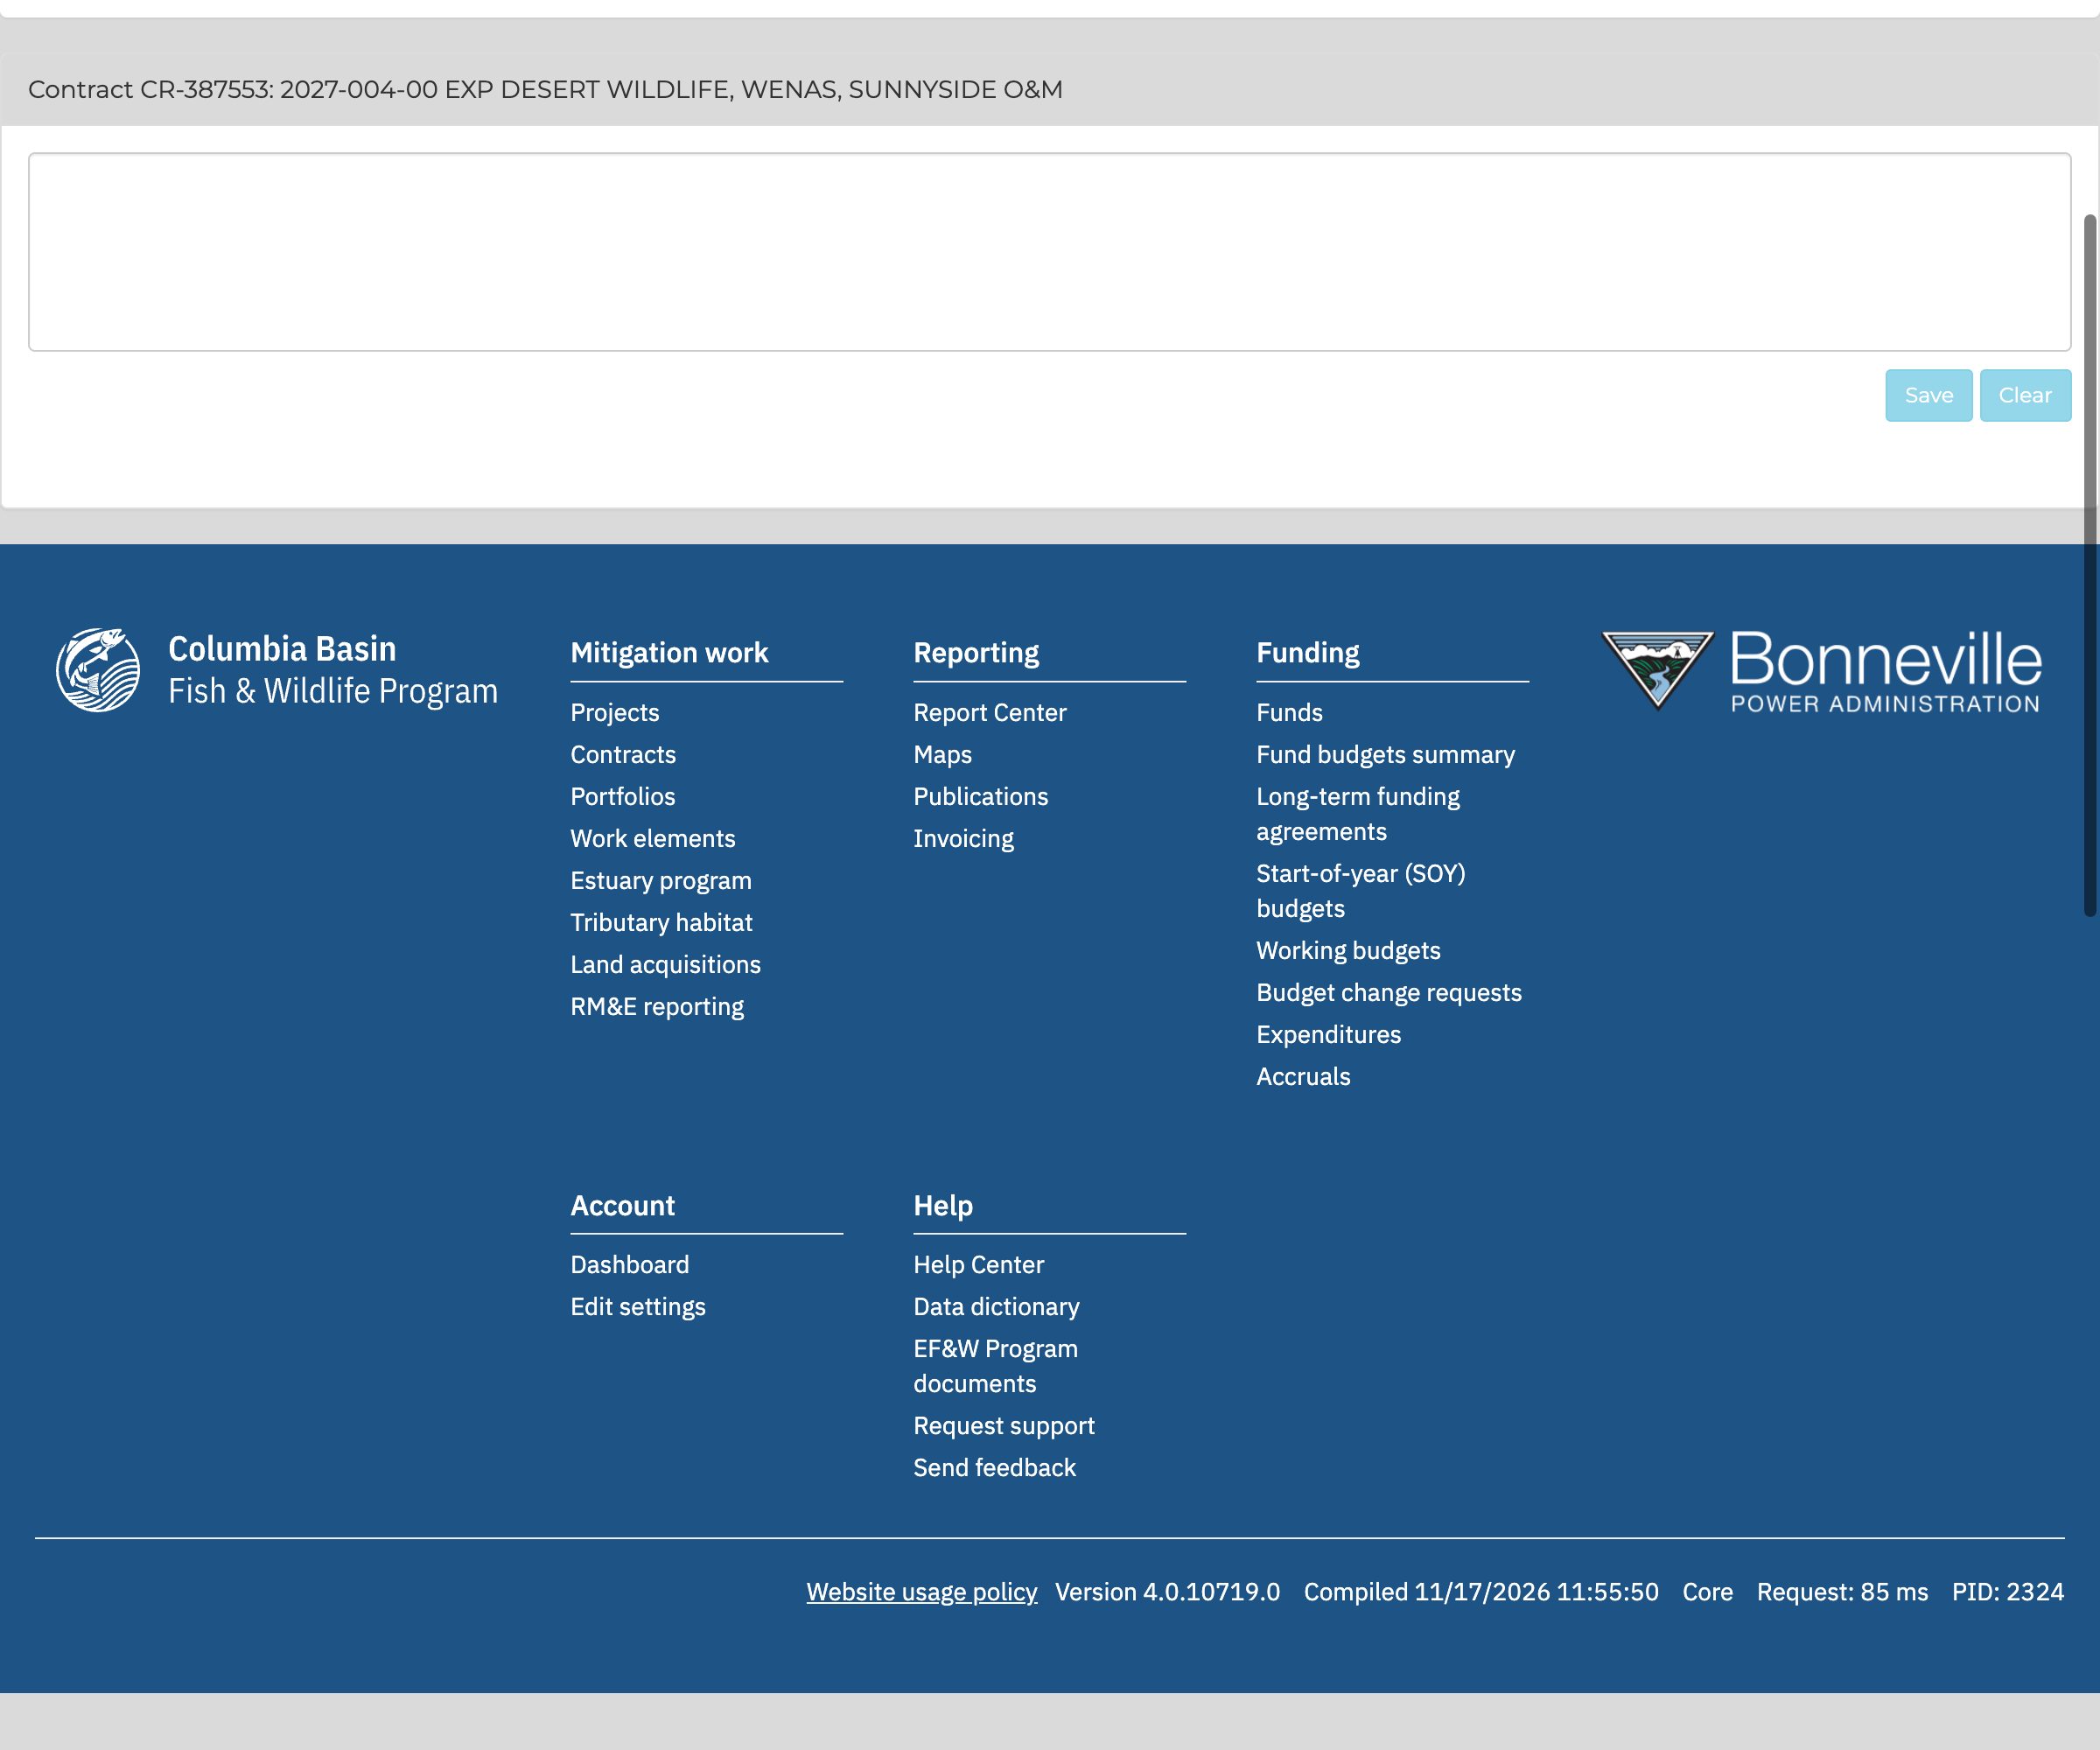 Contract CR-387553: 2027-004-00 EXP DESERT WILDLIFE, WENAS, SUNNYSIDE O&M
Save
Clear
Columbia Basin
Fish & Wildlife Program
Mitigation work
Projects
Contracts
Portfolios
Work elements
Estuary program
Tributary habitat
Land acquisitions
RM&E reporting
Reporting
Report Center
Maps
Publications
Invoicing
Funding
Funds
Fund budgets summary
Long-term funding
agreements
Start-of-year (SOY)
budgets
Working budgets
Budget change requests
Expenditures
Accruals
Bonneville
POWER ADMINISTRATION
Account
Dashboard
Edit settings
Help
Help Center
Data dictionary
EF&W Program
documents
Request support
Send feedback
Website usage policy Version 4.0.10719.0 Compiled 11/17/2026 11:55:50 Core Request: 85 ms PID: 2324